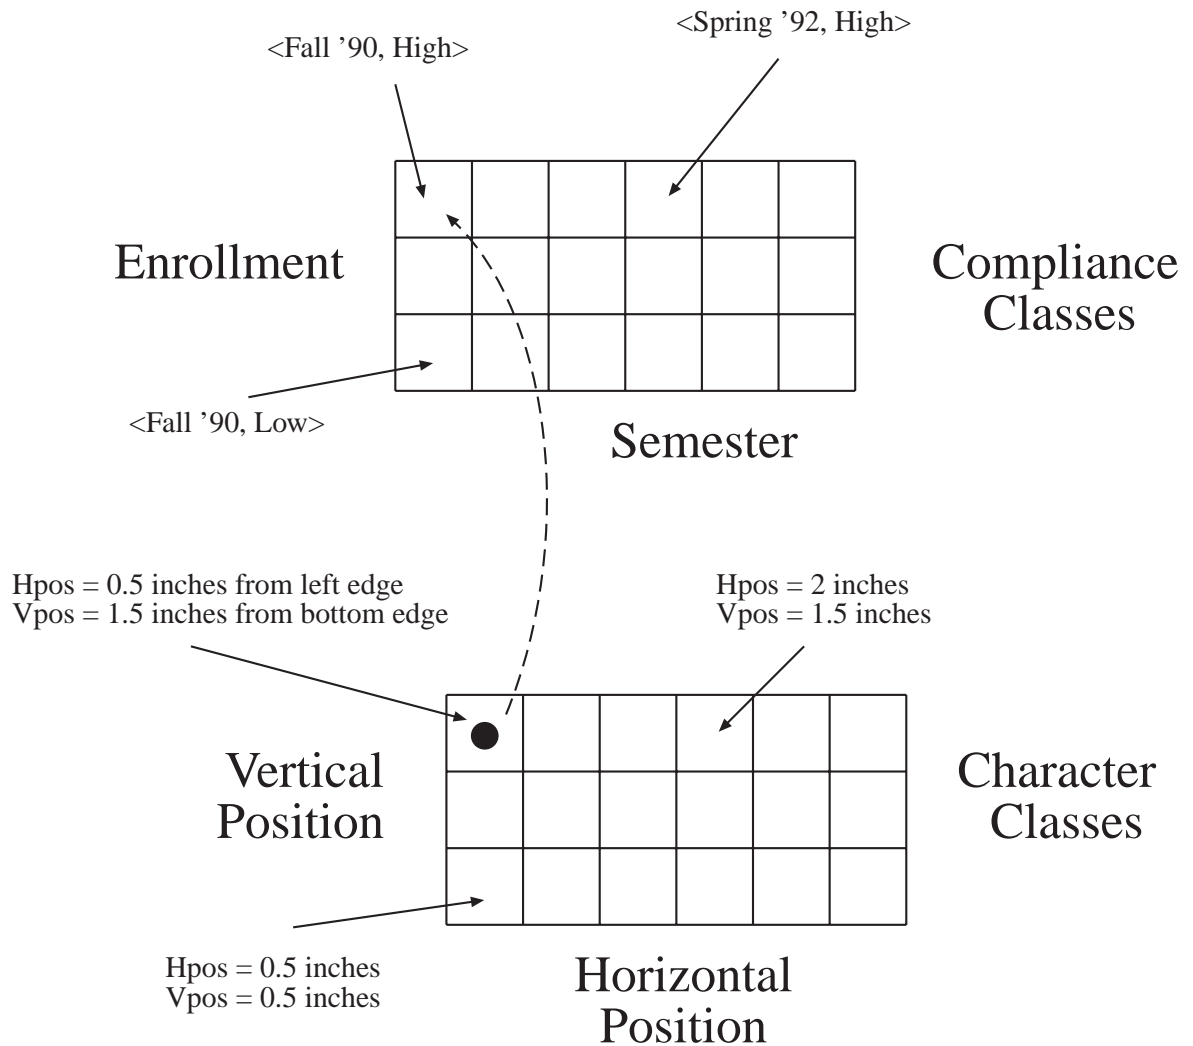 <Spring ’92, High>
<Fall ’90, High>
Enrollment
Compliance
Classes
<Fall ’90, Low>
Semester
Hpos = 0.5 inches from left edge
Vpos = 1.5 inches from bottom edge
Hpos = 2 inches
Vpos = 1.5 inches
Vertical
Position
Character
Classes
Hpos = 0.5 inches
Vpos = 0.5 inches
Horizontal
Position